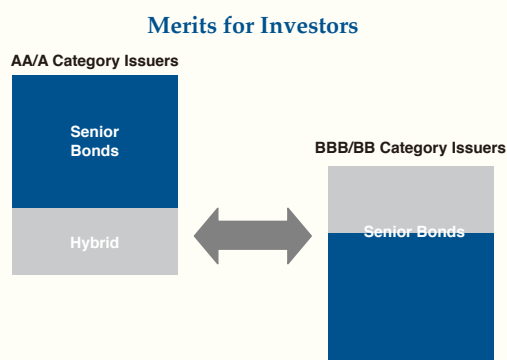 Merits for Investors
AA/A Category Issuers
Senior
Bonds
Hybrid
BBB/BB Category Issuers
Senior Bonds